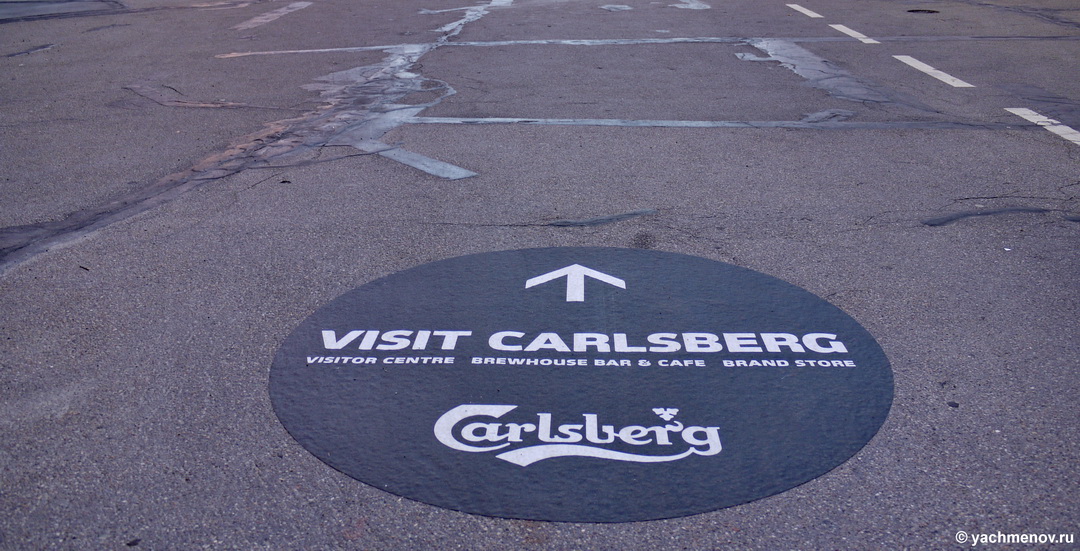 VISIT CARLSBERG
VISITOR CENTRE BREWHOUSE BAR & CAFE BRAND STORE
Carlsberg
© yachmenov.ru